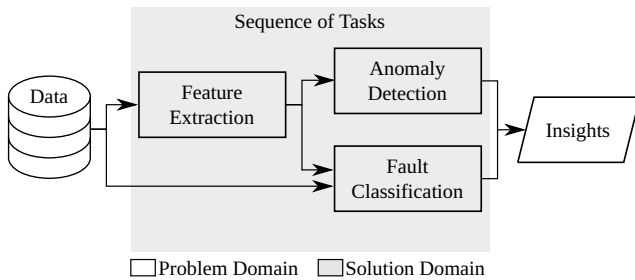 Sequence of Tasks
Data
Feature
Extraction
Anomaly
Detection
Fault
Classification
Insights
Problem Domain
Solution Domain